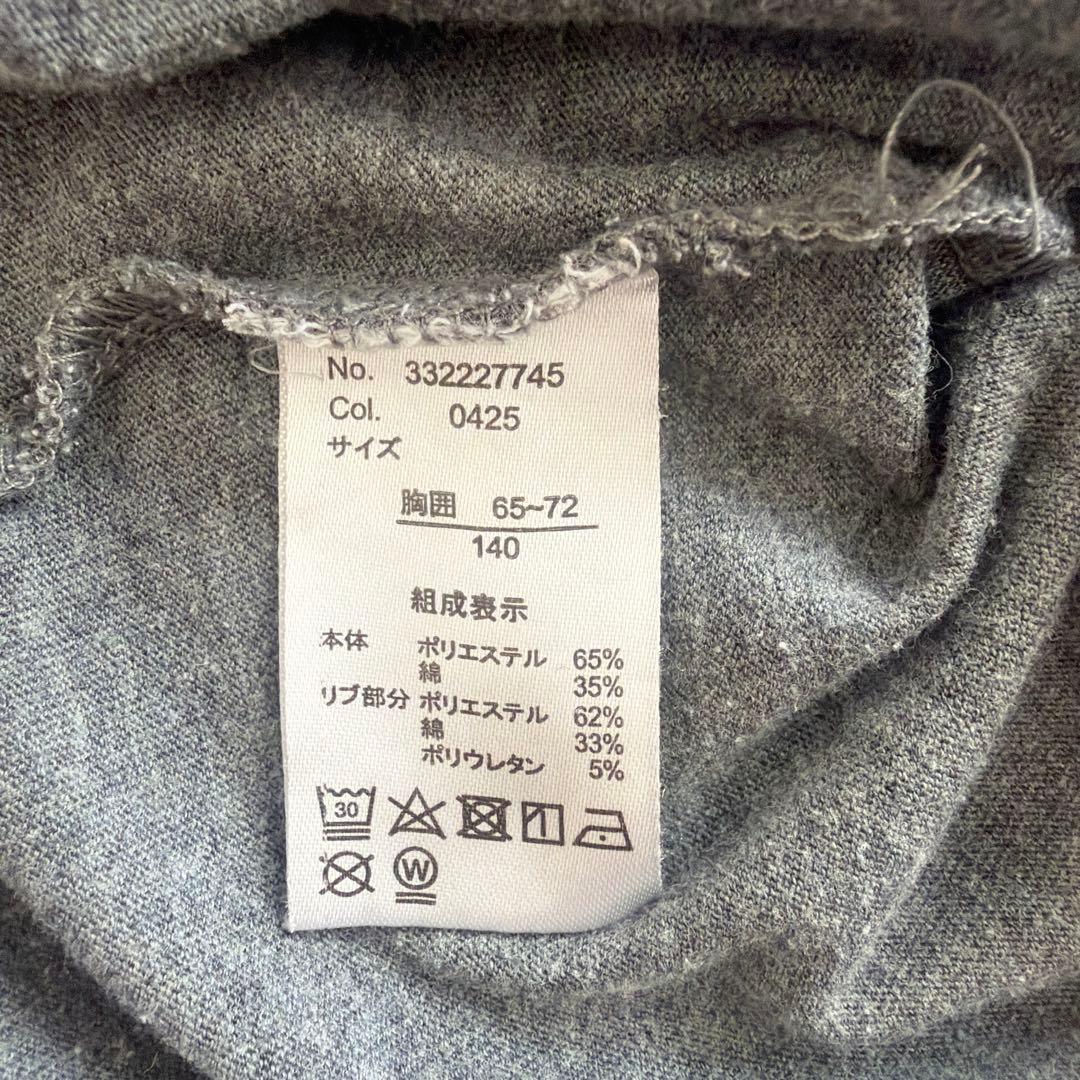 No. 332227745
Col. 0425
サイズ
胸囲 65~72
140
組成表示
本体 ポリエステル 65%
綿 35%
リブ部分 ポリエステル 62%
綿 33%
ポリウレタン 5%
30
W